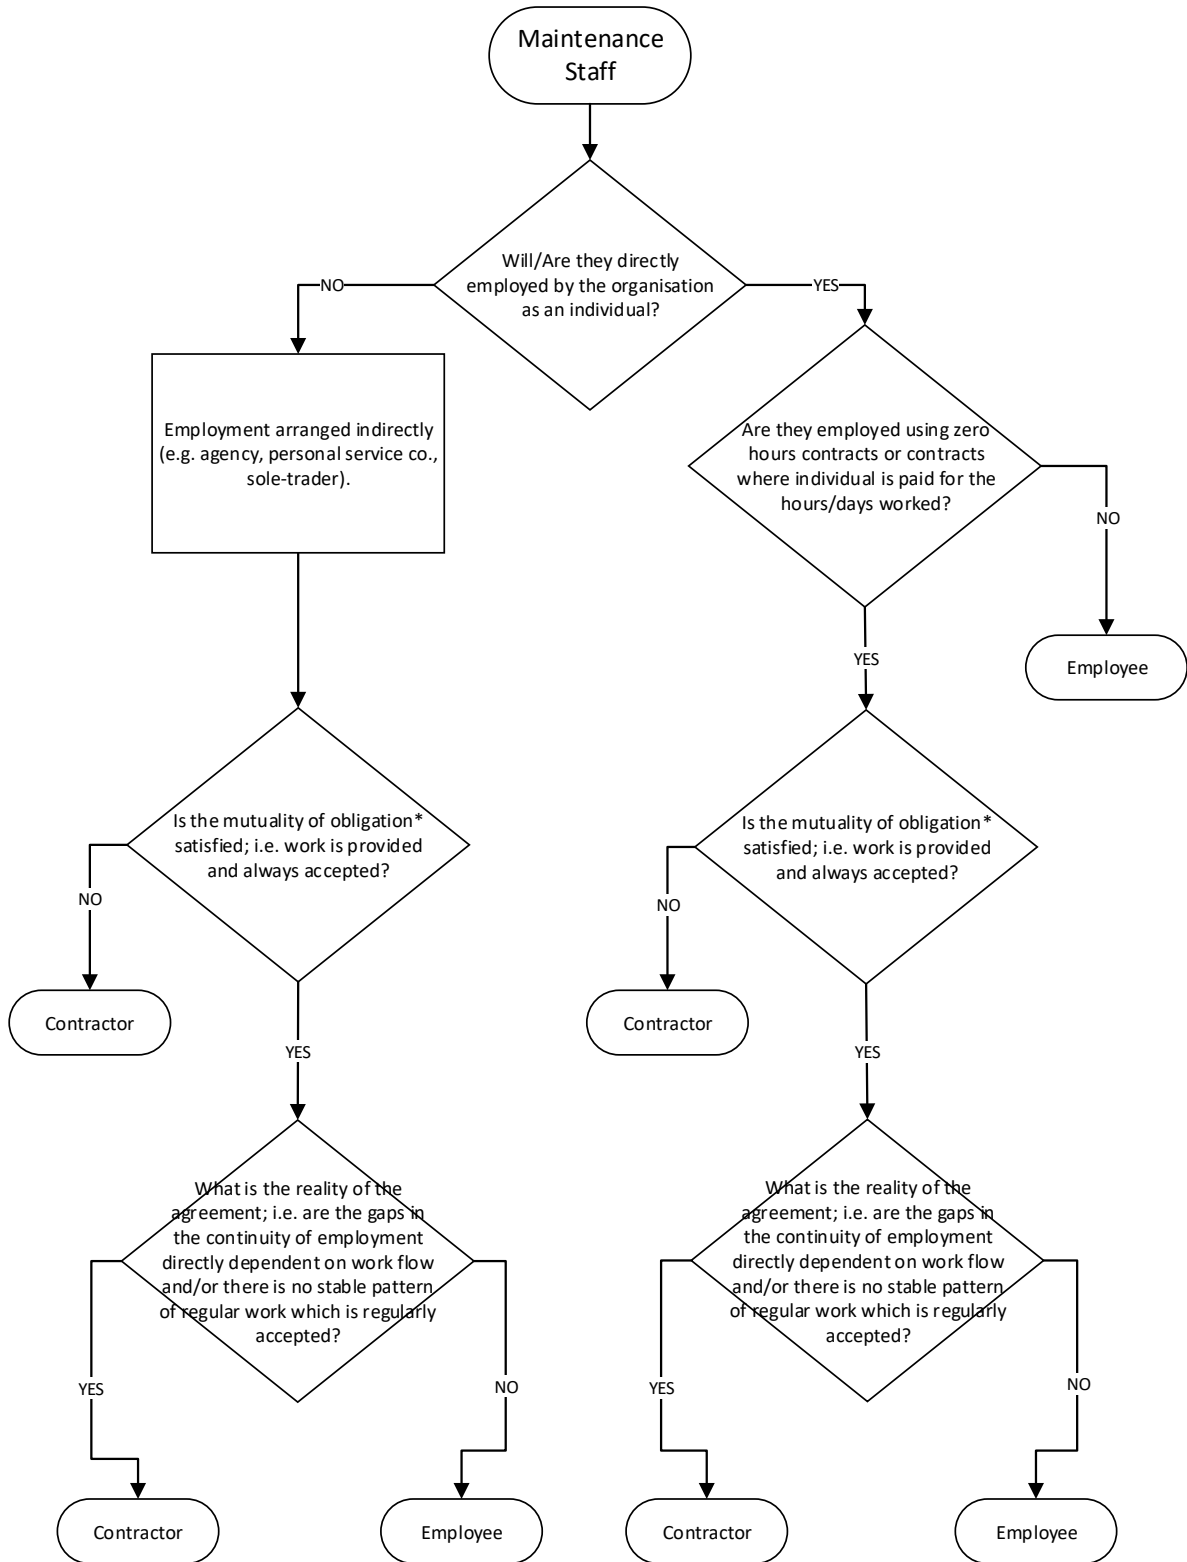 Maintenance
Staff
Will/Are they directly
employed by the organisation
as an individual?
NO
YES
Employment arranged indirectly
(e.g. agency, personal service co.,
sole-trader).
Are they employed using zero
hours contracts or contracts
where individual is paid for the
hours/days worked?
NO
YES
Employee
Is the mutuality of obligation*
satisfied; i.e. work is provided
and always accepted?
NO
Contractor
YES
Is the mutuality of obligation*
satisfied; i.e. work is provided
and always accepted?
NO
Contractor
YES
What is the reality of the
agreement; i.e. are the gaps in
the continuity of employment
directly dependent on work flow
and/or there is no stable pattern
of regular work which is regularly
accepted?
YES
NO
Contractor
Employee
What is the reality of the
agreement; i.e. are the gaps in
the continuity of employment
directly dependent on work flow
and/or there is no stable pattern
of regular work which is regularly
accepted?
YES
NO
Contractor
Employee